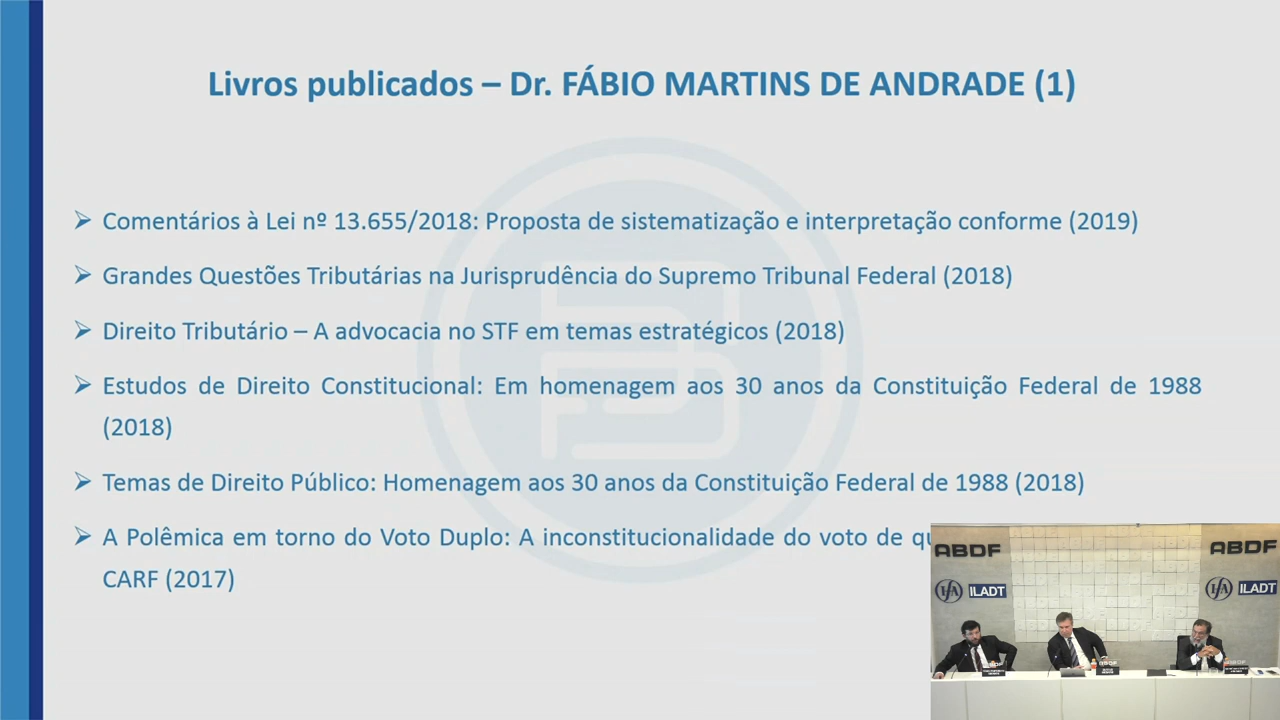 Livros publicados – Dr. FÁBIO MARTINS DE ANDRADE (1)
Comentários à Lei nº 13.655/2018: Proposta de sistematização e interpretação conforme (2019)
Grandes Questões Tributárias na Jurisprudência do Supremo Tribunal Federal (2018)
Direito Tributário – A advocacia no STF em temas estratégicos (2018)
Estudos de Direito Constitucional: Em homenagem aos 30 anos da Constituição Federal de 1988
(2018)
Temas de Direito Público: Homenagem aos 30 anos da Constituição Federal de 1988 (2018)
A Polêmica em torno do Voto Duplo: A inconstitucionalidade do voto de
CARF (2017)
ABDF ABDF
IFA ILADT IFA ILADT